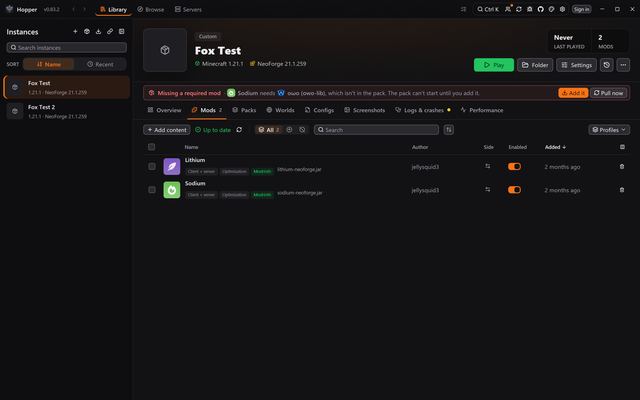 Hopper v0.83.2 Library Browse Servers Ctrl K Sign in
Instances
Search instances
SORT Name Recent
Fox Test
1.21.1 · NeoForge 21.1.259
Fox Test 2
1.21.1 · NeoForge 21.1.259
Custom
Fox Test
Minecraft 1.21.1 NeoForge 21.1.259
Never
LAST PLAYED
2
MODS
Play Folder Settings
Missing a required mod Sodium needs owo (owo-lib), which isn't in the pack. The pack can't start until you add it. Add it Pull now
Overview Mods 2 Packs Worlds Configs Screenshots Logs & crashes Performance
Add content Up to date All 2 Search Profiles
Name Author Side Enabled Added
Lithium
Client + server Optimization Modrinth lithium-neoforge.jar jellysquid3 2 months ago
Sodium
Client + server Optimization Modrinth sodium-neoforge.jar jellysquid3 2 months ago